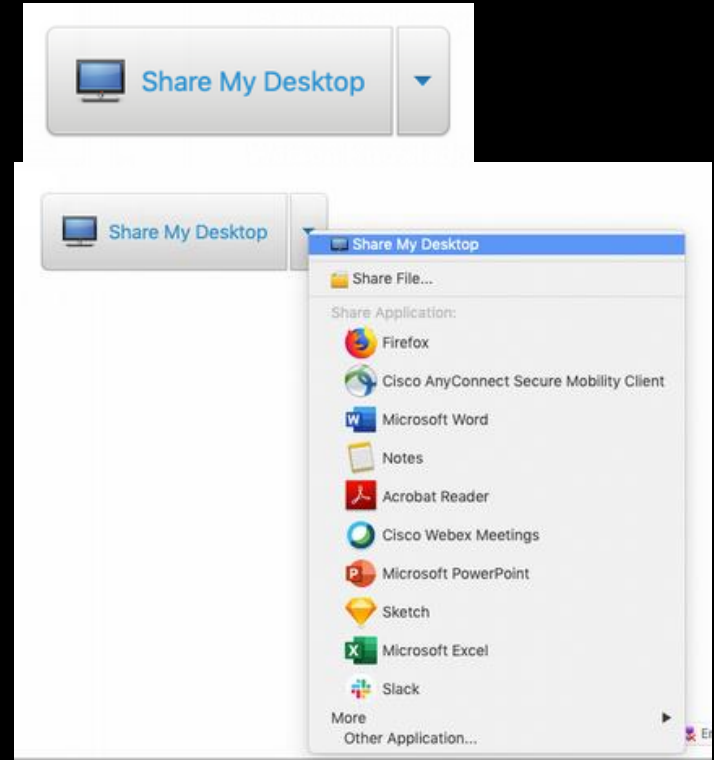 Share My Desktop
Share My Desktop
Share My Desktop
Share File...
Share Application:
Firefox
Cisco AnyConnect Secure Mobility Client
Microsoft Word
Notes
Acrobat Reader
Cisco Webex Meetings
Microsoft PowerPoint
Sketch
Microsoft Excel
Slack
More
Other Application...